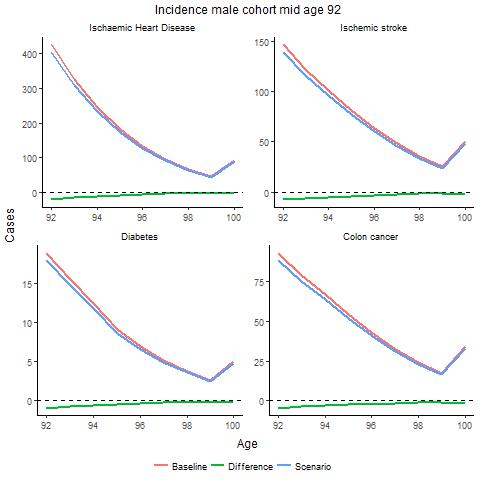 Incidence male cohort mid age 92
Ischaemic Heart Disease
Ischemic stroke
400
300
200
100
0
92 94 96 98 100
150
100
50
0
92 94 96 98 100
Cases
Diabetes
Colon cancer
15
10
5
0
92 94 96 98 100
75
50
25
0
92 94 96 98 100
Age
Baseline Difference Scenario